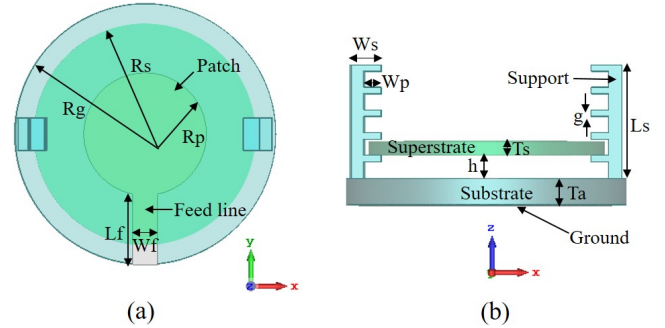 Rs
Patch
Rg
Rp
Feed line
Lf
Wf
y
z
x
(a)
Ws
Wp
Support
g
Ls
Superstrate
Ts
h
Substrate
Ta
Ground
z
y
x
(b)